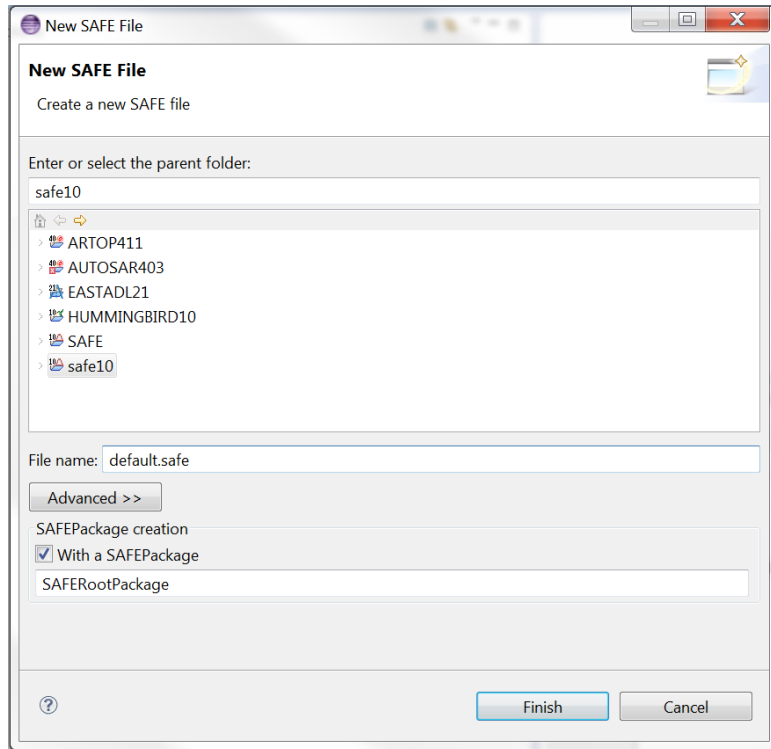 New SAFE File
New SAFE File
Create a new SAFE file
Enter or select the parent folder:
safe10
ARTOP411
AUTOSAR403
EASTADL21
HUMMINGBIRD10
SAFE
safe10
File name: default.safe
Advanced >>
SAFEPackage creation
With a SAFEPackage
SAFERootPackage
Finish Cancel